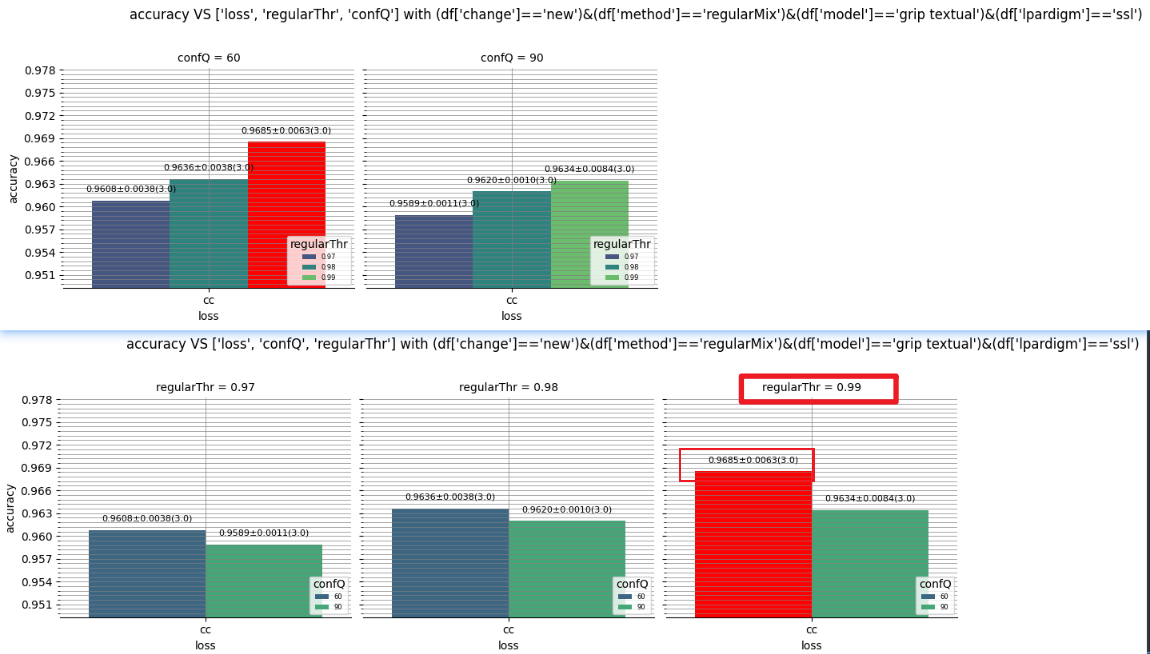 accuracy VS ['loss', 'regularThr', 'confQ'] with (df['change']=='new')&(df['method']=='regularMix')&(df['model']=='grip textual')&(df['lpardigm']=='ssl')
confQ = 60
confQ = 90
0.978
0.975
0.972
0.969
0.966
0.963
0.960
0.957
0.954
0.951
accuracy
0.9608±0.0038(3.0)
0.9636±0.0038(3.0)
0.9685±0.0063(3.0)
regularThr
0.97
0.98
0.99
cc
loss
0.9589±0.0011(3.0)
0.9620±0.0010(3.0)
0.9634±0.0084(3.0)
regularThr
0.97
0.98
0.99
cc
loss
accuracy VS ['loss', 'confQ', 'regularThr'] with (df['change']=='new')&(df['method']=='regularMix')&(df['model']=='grip textual')&(df['lpardigm']=='ssl')
regularThr = 0.97
regularThr = 0.98
regularThr = 0.99
0.978
0.975
0.972
0.969
0.966
0.963
0.960
0.957
0.954
0.951
accuracy
0.9608±0.0038(3.0)
0.9589±0.0011(3.0)
confQ
60
90
cc
loss
0.9636±0.0038(3.0)
0.9620±0.0010(3.0)
confQ
60
90
cc
loss
0.9685±0.0063(3.0)
0.9634±0.0084(3.0)
confQ
60
90
cc
loss